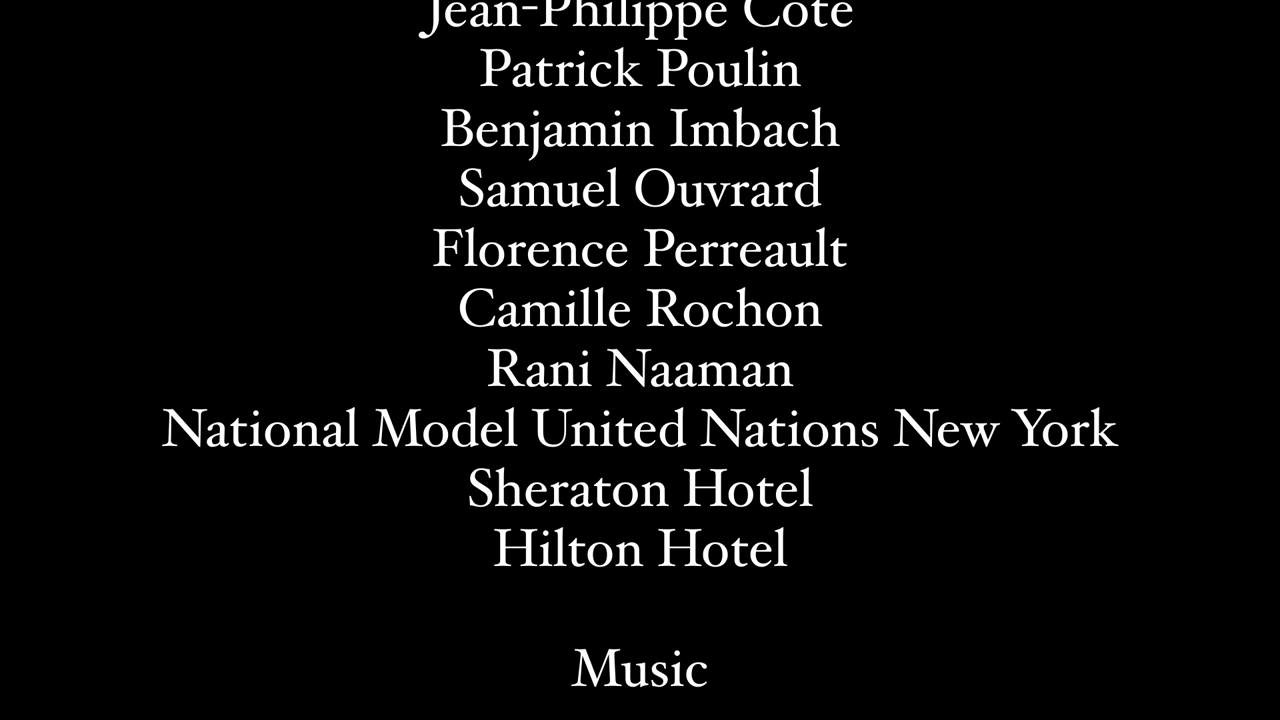 Jean-Philippe Cote
Patrick Poulin
Benjamin Imbach
Samuel Ouvrard
Florence Perreault
Camille Rochon
Rani Naaman
National Model United Nations New York
Sheraton Hotel
Hilton Hotel
Music